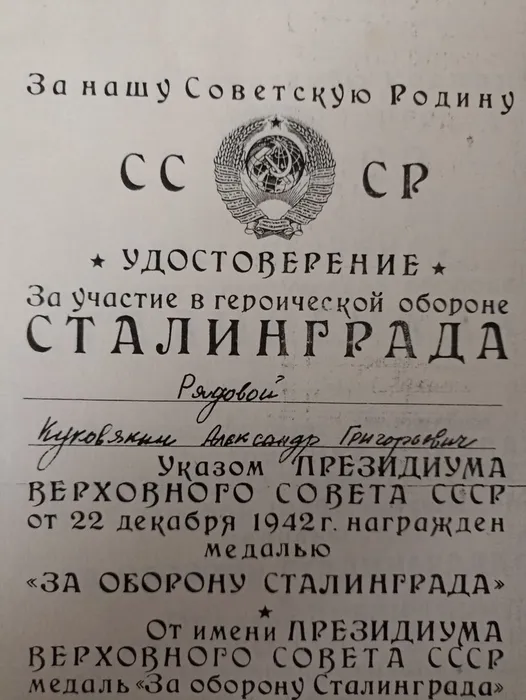 За нашу Советскую Родину
СС СР
★ УДОСТОВЕРЕНИЕ ★
За участие в героической обороне
СТАЛИНГРАДА
Рядовой
Куковякин Александр Григорьевич
Указом ПРЕЗИДИУМА
ВЕРХОВНОГО СОВЕТА СССР
от 22 декабря 1942 г. награжден
медалью
«ЗА ОБОРОНУ СТАЛИНГРАДА»
★
От имени ПРЕЗИДИУМА
ВЕРХОВНОГО СОВЕТА СССР
медаль «За оборону Сталинграда»